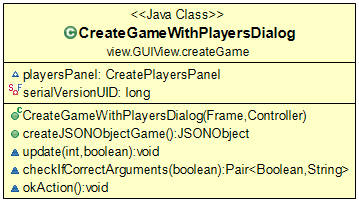 <<Java Class>>
CreateGameWithPlayersDialog
view.GUIView.createGame
playersPanel: CreatePlayersPanel
serialVersionUID: long
CreateGameWithPlayersDialog(Frame,Controller)
createJSONObjectGame():JSONObject
update(int,boolean):void
checkIfCorrectArguments(boolean):Pair<Boolean,String>
okAction():void